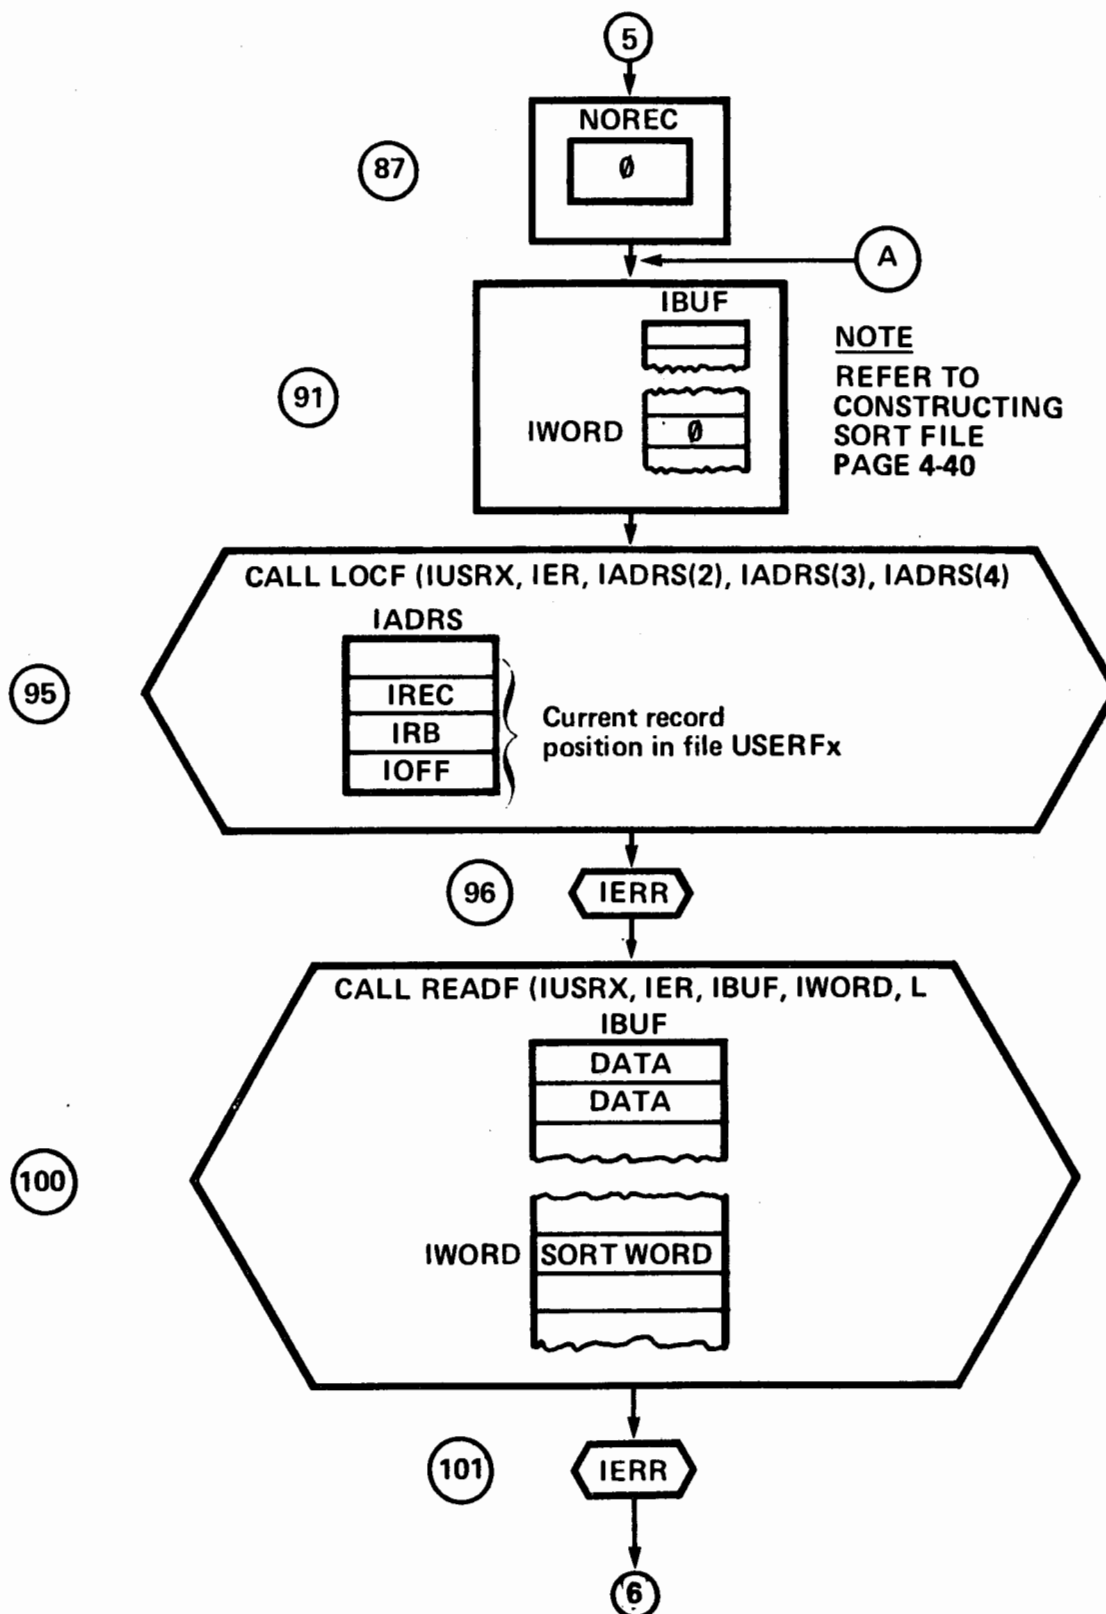 5
NOREC
87
Ø
A
IBUF
NOTE
REFER TO
CONSTRUCTING
SORT FILE
PAGE 4-40
91
IWORD
Ø
CALL LOCF (IUSRX, IER, IADRS(2), IADRS(3), IADRS(4)
IADRS
95
IREC
IRB
IOFF
Current record
position in file USERFx
96
IERR
CALL READF (IUSRX, IER, IBUF, IWORD, L
IBUF
DATA
DATA
100
IWORD
SORT WORD
101
IERR
6